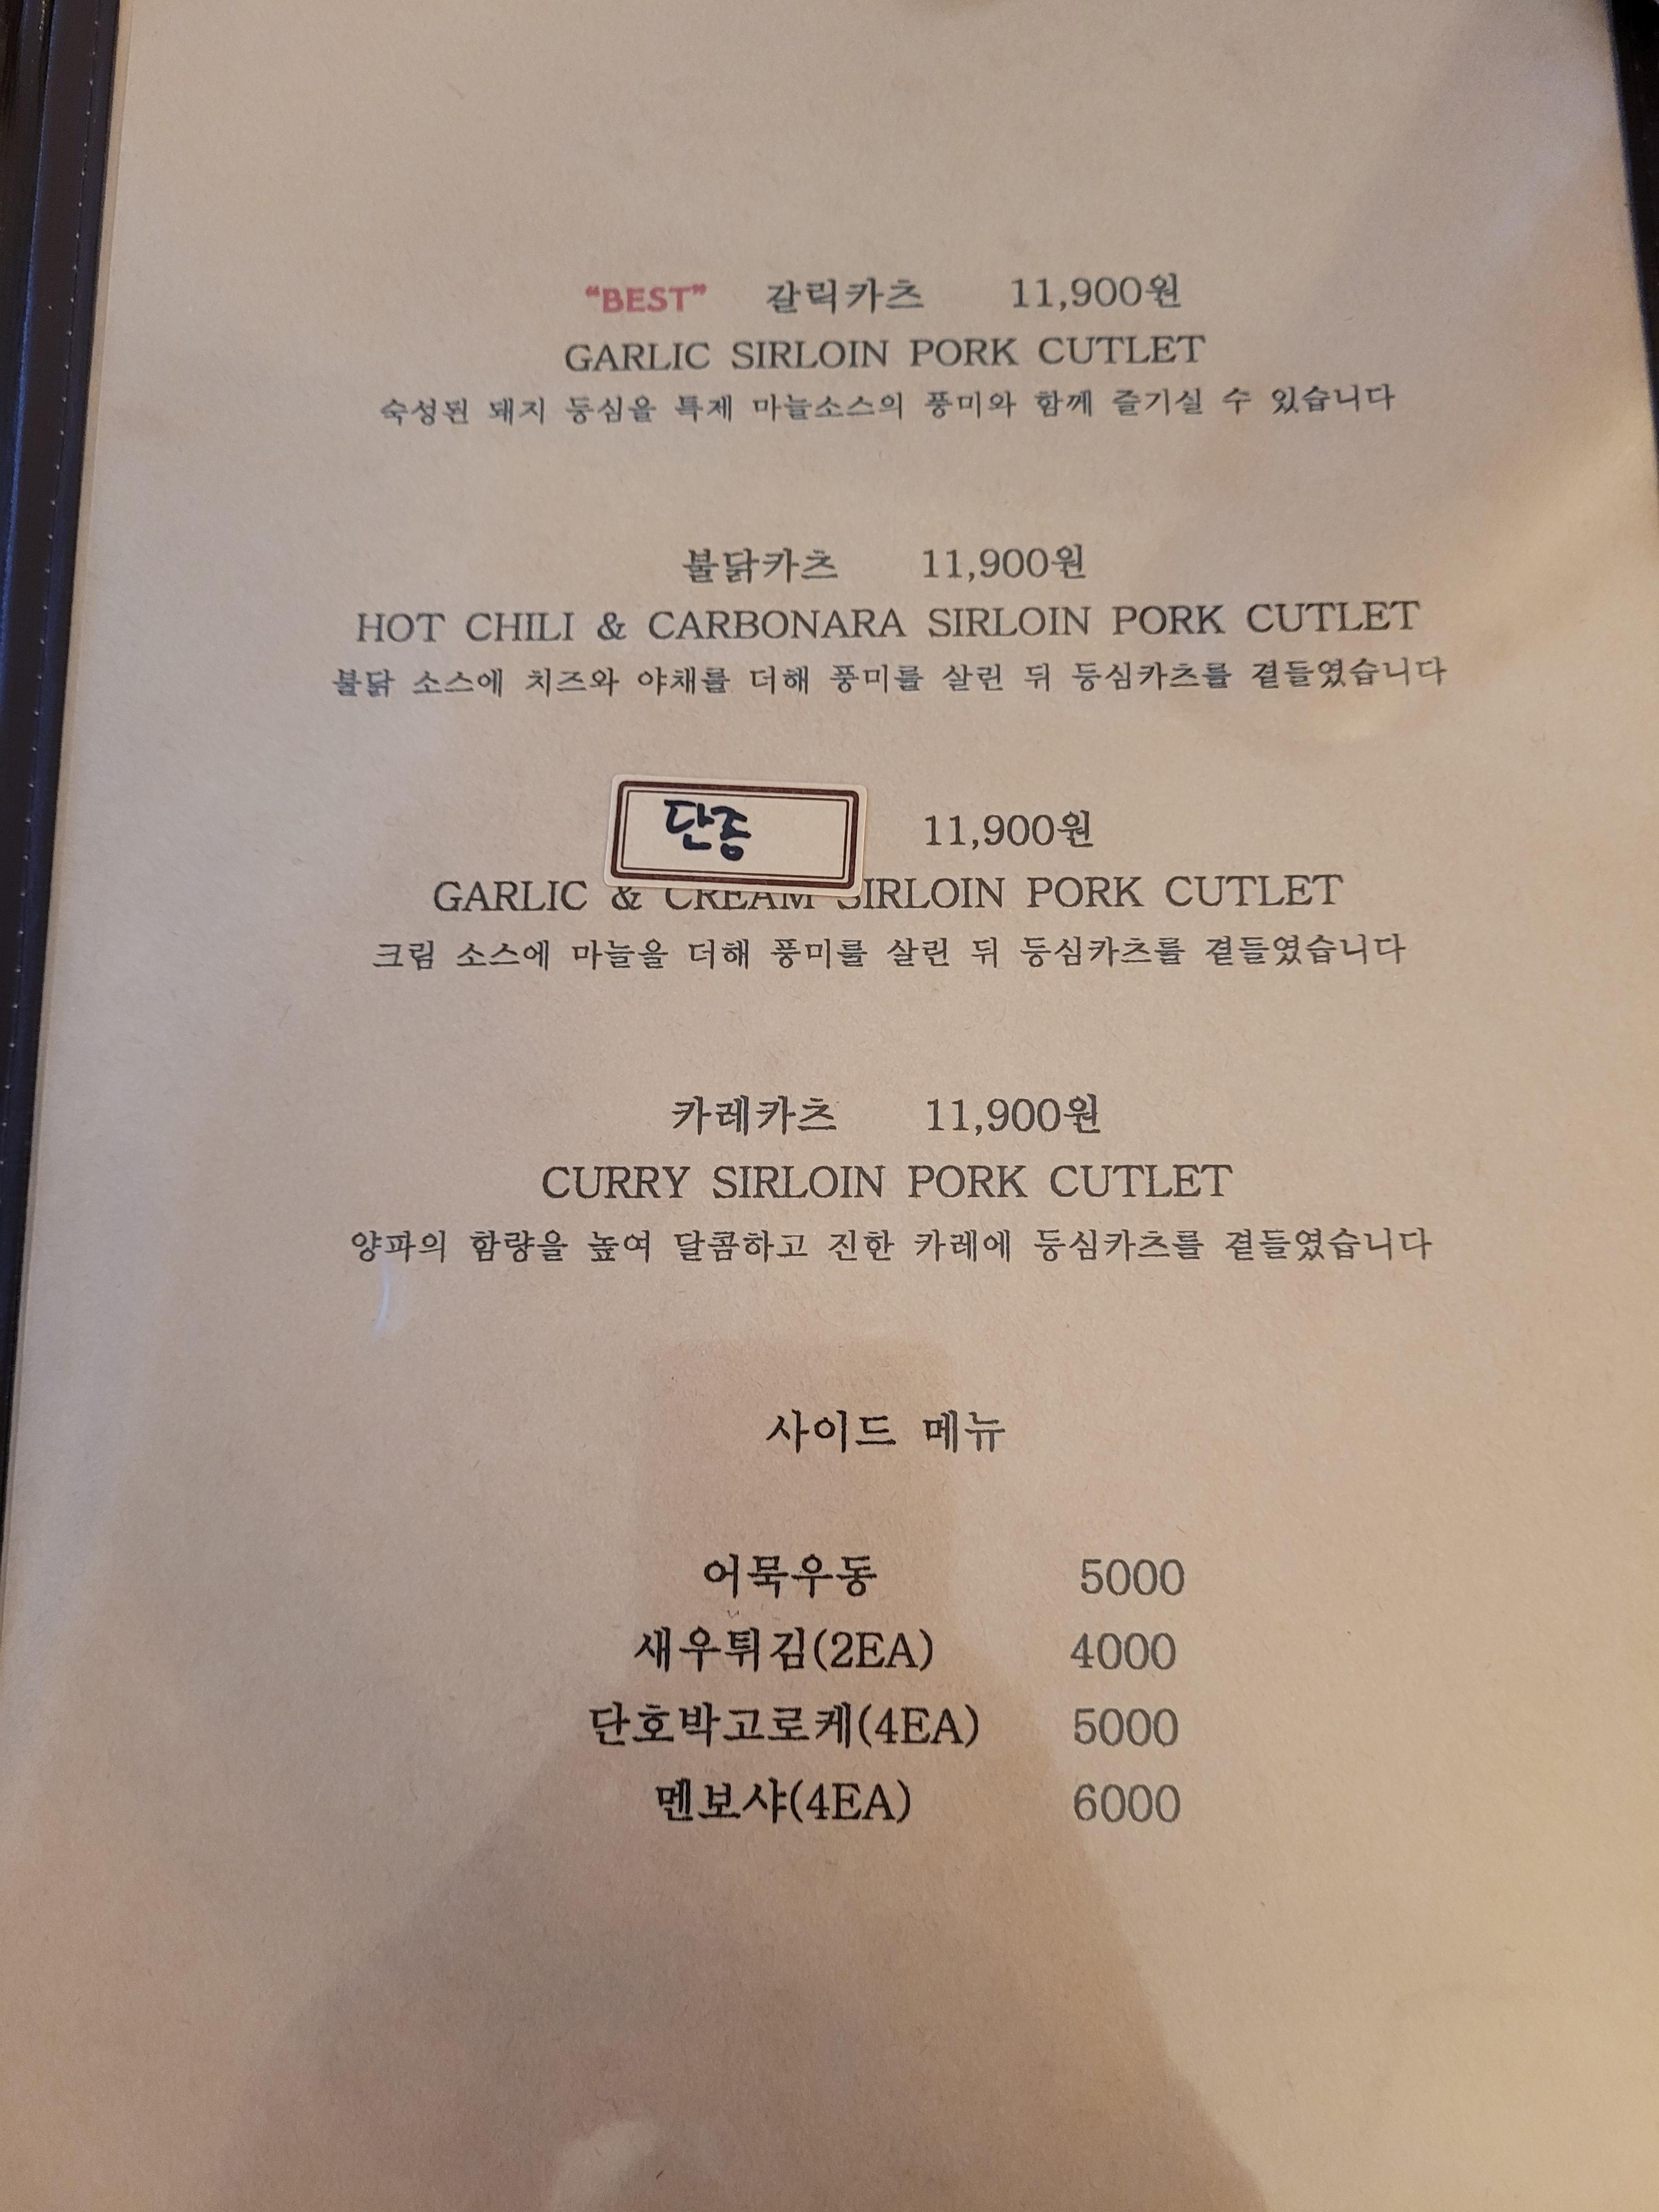 "BEST" 갈릭카츠 11,900원
GARLIC SIRLOIN PORK CUTLET
숙성된 돼지 등심을 특제 마늘소스의 풍미와 함께 즐기실 수 있습니다
불닭카츠 11,900원
HOT CHILI & CARBONARA SIRLOIN PORK CUTLET
불닭 소스에 치즈와 야채를 더해 풍미를 살린 뒤 등심카츠를 곁들였습니다
단종 11,900원
GARLIC & CREAM SIRLOIN PORK CUTLET
크림 소스에 마늘을 더해 풍미를 살린 뒤 등심카츠를 곁들였습니다
카레카츠 11,900원
CURRY SIRLOIN PORK CUTLET
양파의 함량을 높여 달콤하고 진한 카레에 등심카츠를 곁들였습니다
사이드 메뉴
어묵우동 5000
새우튀김(2EA) 4000
단호박고로케(4EA) 5000
멘보샤(4EA) 6000